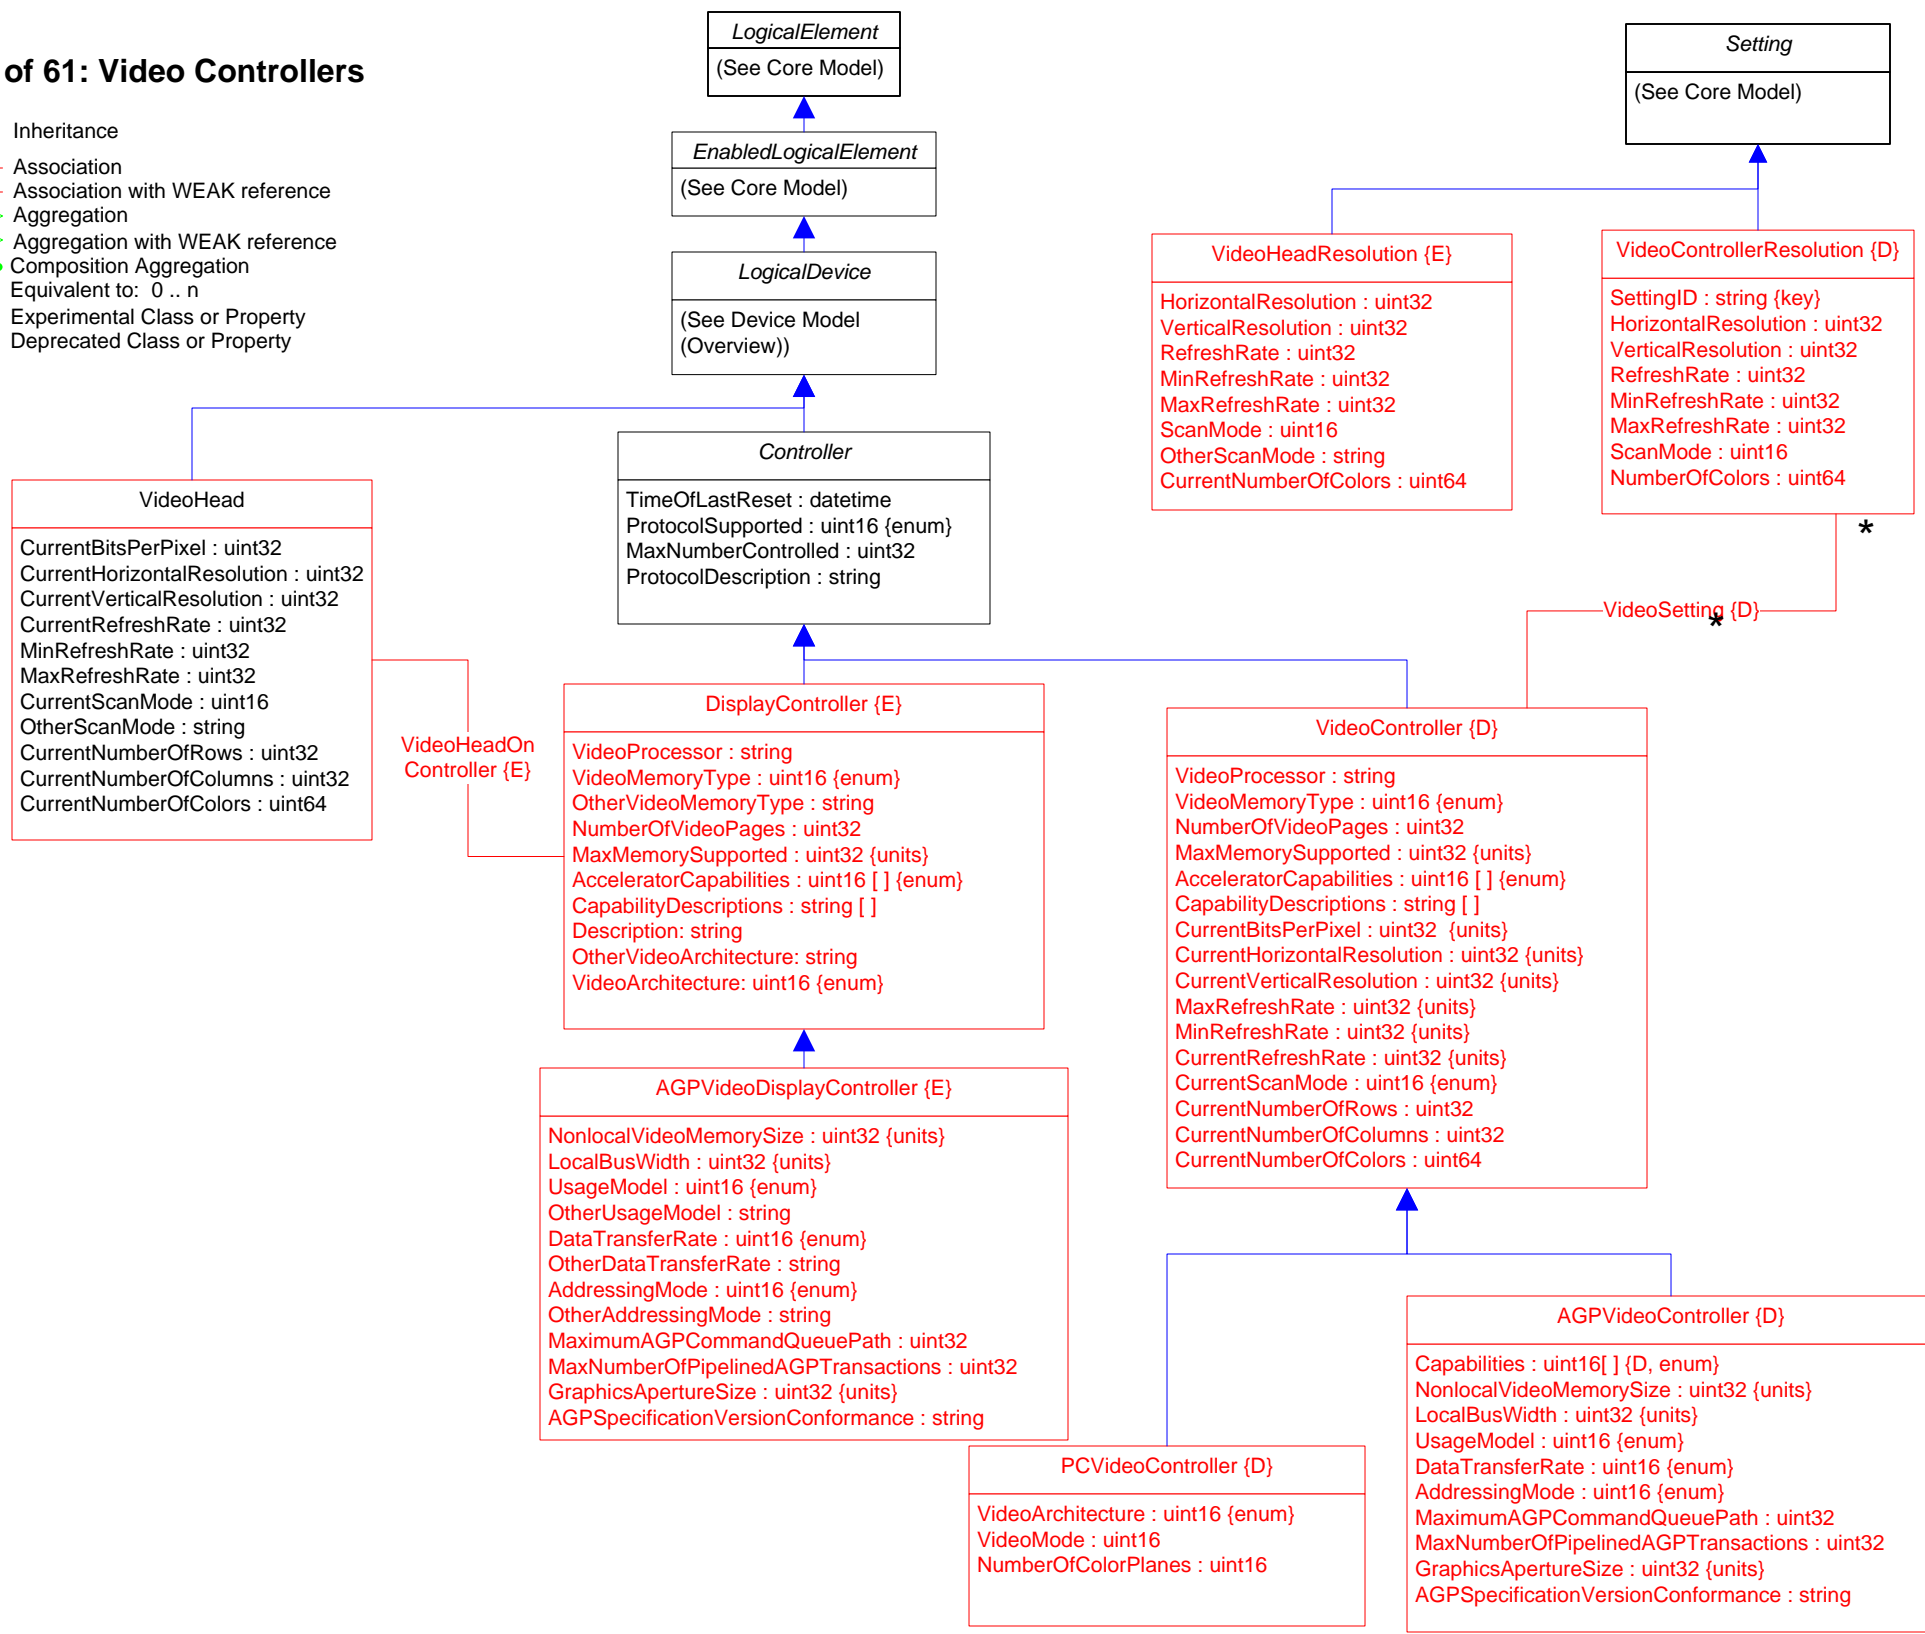 of 61: Video Controllers
Inheritance
Association
Association with WEAK reference
Aggregation
Aggregation with WEAK reference
Composition Aggregation
Equivalent to: 0 .. n
Experimental Class or Property
Deprecated Class or Property
LogicalElement
(See Core Model)
EnabledLogicalElement
(See Core Model)
LogicalDevice
(See Device Model
(Overview))
Setting
(See Core Model)
VideoHeadResolution {E}
HorizontalResolution : uint32
VerticalResolution : uint32
RefreshRate : uint32
MinRefreshRate : uint32
MaxRefreshRate : uint32
ScanMode : uint16
OtherScanMode : string
CurrentNumberOfColors : uint64
VideoControllerResolution {D}
SettingID : string {key}
HorizontalResolution : uint32
VerticalResolution : uint32
RefreshRate : uint32
MinRefreshRate : uint32
MaxRefreshRate : uint32
ScanMode : uint16
NumberOfColors : uint64
*
VideoSetting {D}
*
VideoHead
CurrentBitsPerPixel : uint32
CurrentHorizontalResolution : uint32
CurrentVerticalResolution : uint32
CurrentRefreshRate : uint32
MinRefreshRate : uint32
MaxRefreshRate : uint32
CurrentScanMode : uint16
OtherScanMode : string
CurrentNumberOfRows : uint32
CurrentNumberOfColumns : uint32
CurrentNumberOfColors : uint64
Controller
TimeOfLastReset : datetime
ProtocolSupported : uint16 {enum}
MaxNumberControlled : uint32
ProtocolDescription : string
VideoHeadOn
Controller {E}
DisplayController {E}
VideoProcessor : string
VideoMemoryType : uint16 {enum}
OtherVideoMemoryType : string
NumberOfVideoPages : uint32
MaxMemorySupported : uint32 {units}
AcceleratorCapabilities : uint16 [ ] {enum}
CapabilityDescriptions : string [ ]
Description: string
OtherVideoArchitecture: string
VideoArchitecture: uint16 {enum}
VideoController {D}
VideoProcessor : string
VideoMemoryType : uint16 {enum}
NumberOfVideoPages : uint32
MaxMemorySupported : uint32 {units}
AcceleratorCapabilities : uint16 [ ] {enum}
CapabilityDescriptions : string [ ]
CurrentBitsPerPixel : uint32 {units}
CurrentHorizontalResolution : uint32 {units}
CurrentVerticalResolution : uint32 {units}
MaxRefreshRate : uint32 {units}
MinRefreshRate : uint32 {units}
CurrentRefreshRate : uint32 {units}
CurrentScanMode : uint16 {enum}
CurrentNumberOfRows : uint32
CurrentNumberOfColumns : uint32
CurrentNumberOfColors : uint64
AGPVideoDisplayController {E}
NonlocalVideoMemorySize : uint32 {units}
LocalBusWidth : uint32 {units}
UsageModel : uint16 {enum}
OtherUsageModel : string
DataTransferRate : uint16 {enum}
OtherDataTransferRate : string
AddressingMode : uint16 {enum}
OtherAddressingMode : string
MaximumAGPCommandQueuePath : uint32
MaxNumberOfPipelinedAGPTransactions : uint32
GraphicsApertureSize : uint32 {units}
AGPSpecificationVersionConformance : string
PCVideoController {D}
VideoArchitecture : uint16 {enum}
VideoMode : uint16
NumberOfColorPlanes : uint16
AGPVideoController {D}
Capabilities : uint16[ ] {D, enum}
NonlocalVideoMemorySize : uint32 {units}
LocalBusWidth : uint32 {units}
UsageModel : uint16 {enum}
DataTransferRate : uint16 {enum}
AddressingMode : uint16 {enum}
MaximumAGPCommandQueuePath : uint32
MaxNumberOfPipelinedAGPTransactions : uint32
GraphicsApertureSize : uint32 {units}
AGPSpecificationVersionConformance : string